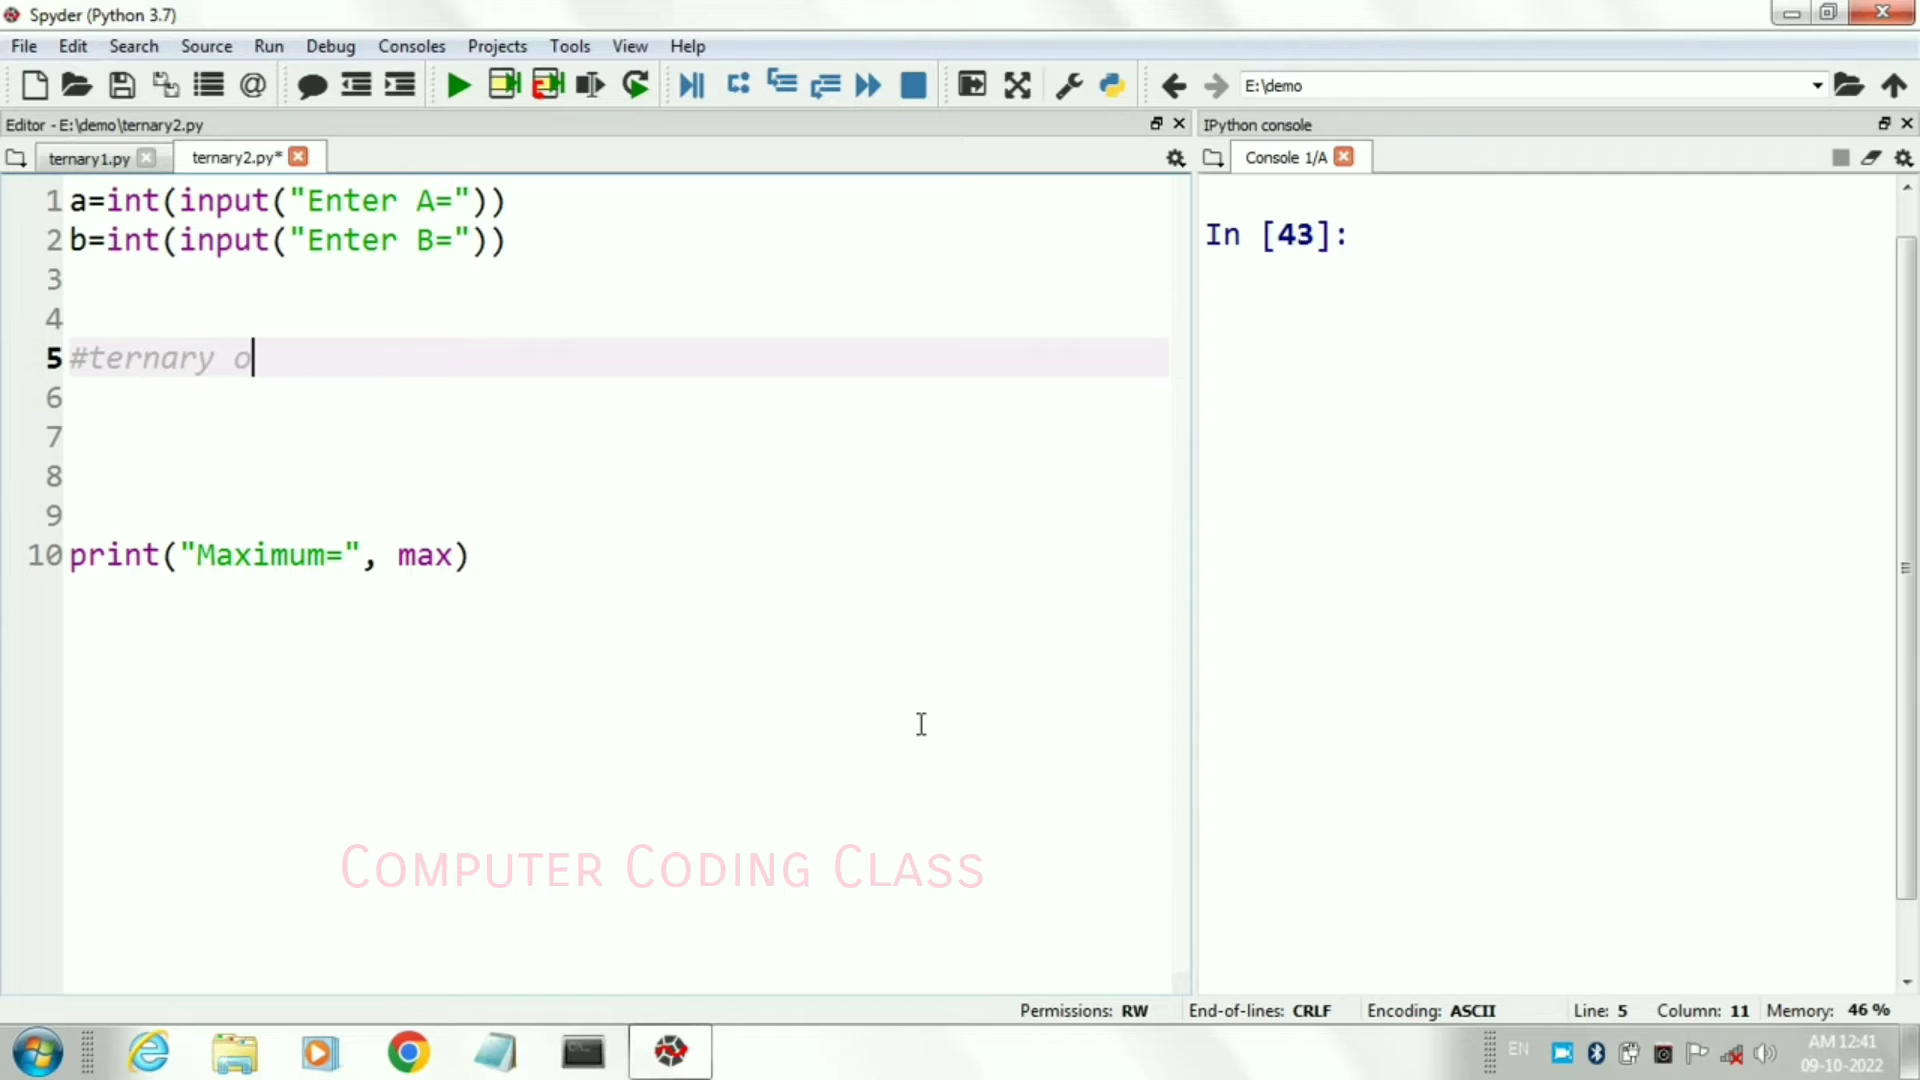 Spyder (Python 3.7)
File Edit Search Source Run Debug Consoles Projects Tools View Help
E:\demo
Editor - E:\demo\ternary2.py
IPython console
ternary1.py
ternary2.py*
Console 1/A
1 a=int(input("Enter A="))
2 b=int(input("Enter B="))
3
4
5 #ternary o
6
7
8
9
10 print("Maximum=", max)
In [43]:
COMPUTER CODING CLASS
Permissions: RW End-of-lines: CRLF Encoding: ASCII Line: 5 Column: 11 Memory: 46 %
EN
AM 12:41
09-10-2022